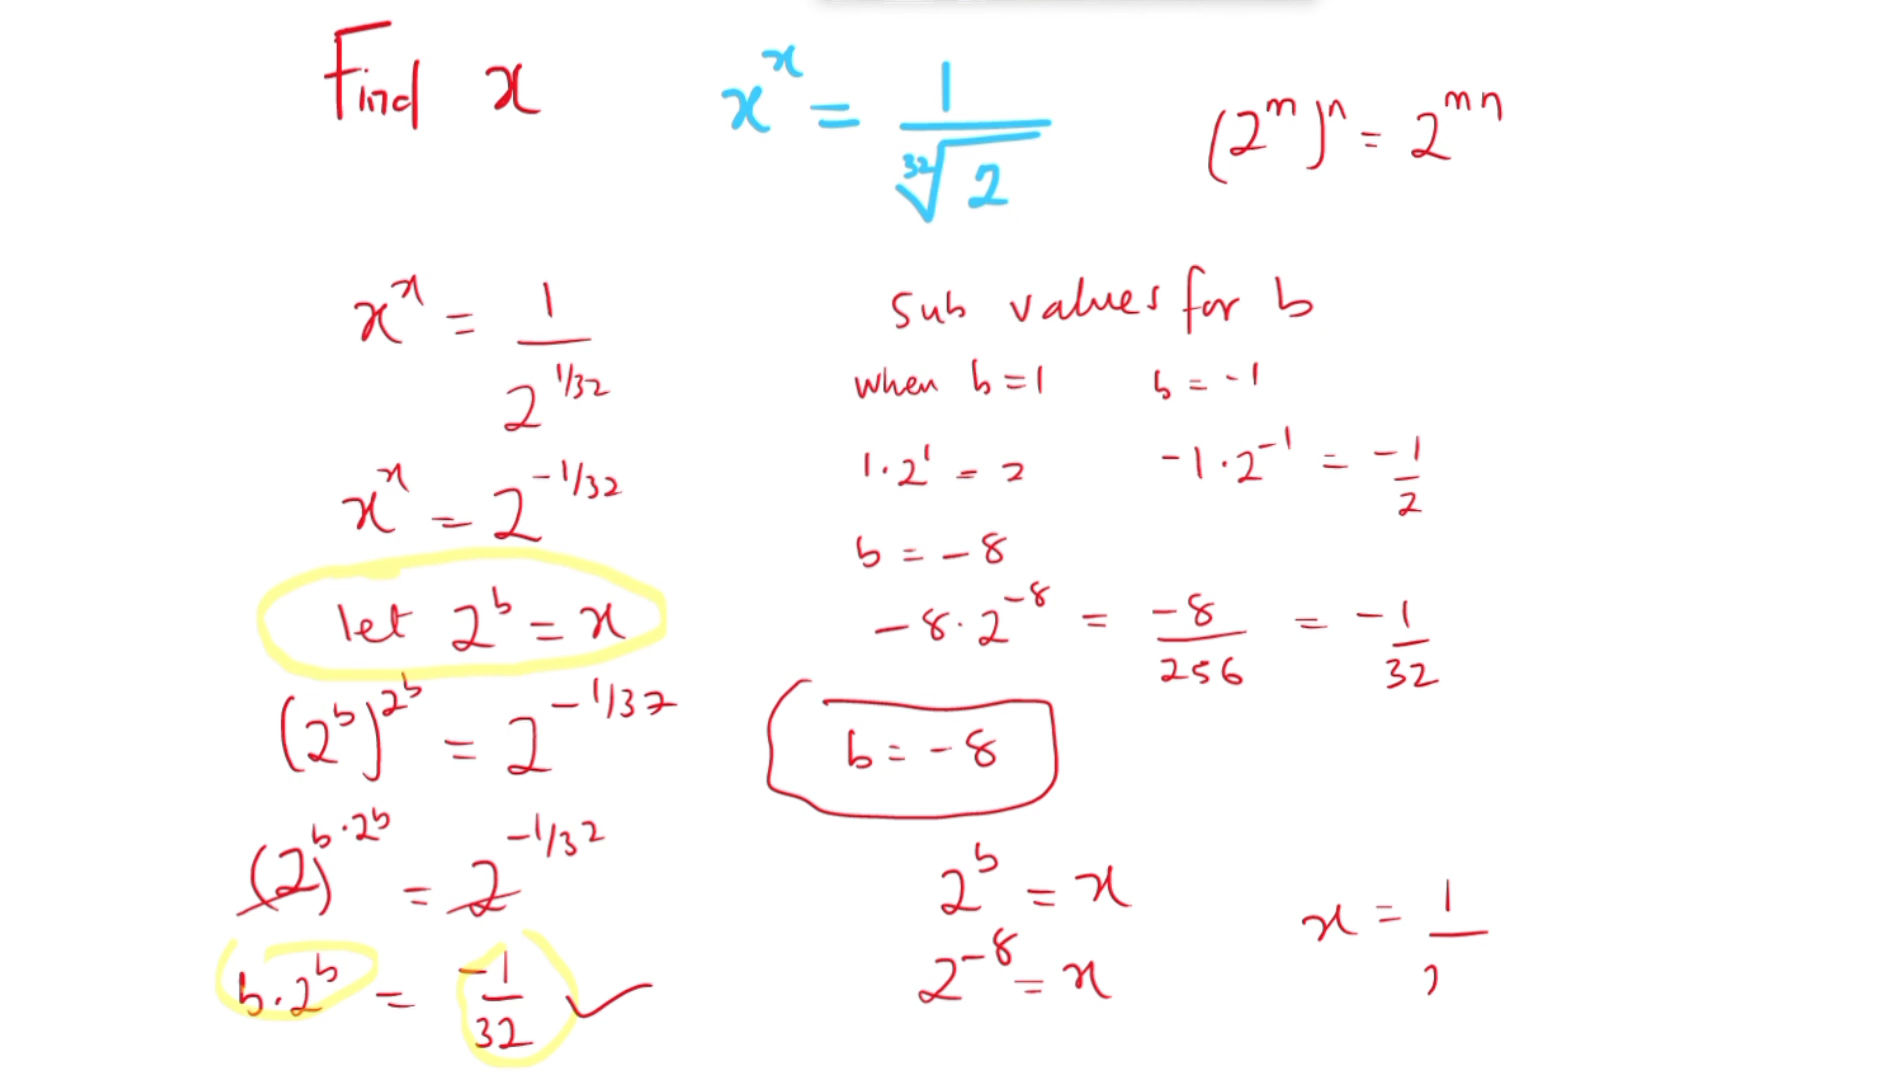 Find x
x^x = 1/³²√2
(2^m)^n = 2^mn
x^x = 1/2^1/32
x^x = 2^-1/32
let 2^b = x
(2^b)^2^b = 2^-1/32
(2)^b·2^b = 2^-1/32
b·2^b = -1/32 ✓
Sub values for b
when b=1
b = -1
1·2^1 = 2
-1·2^-1 = -1/2
b = -8
-8·2^-8 = -8/256 = -1/32
b = -8
2^b = x
2^-8 = x
x = 1/2